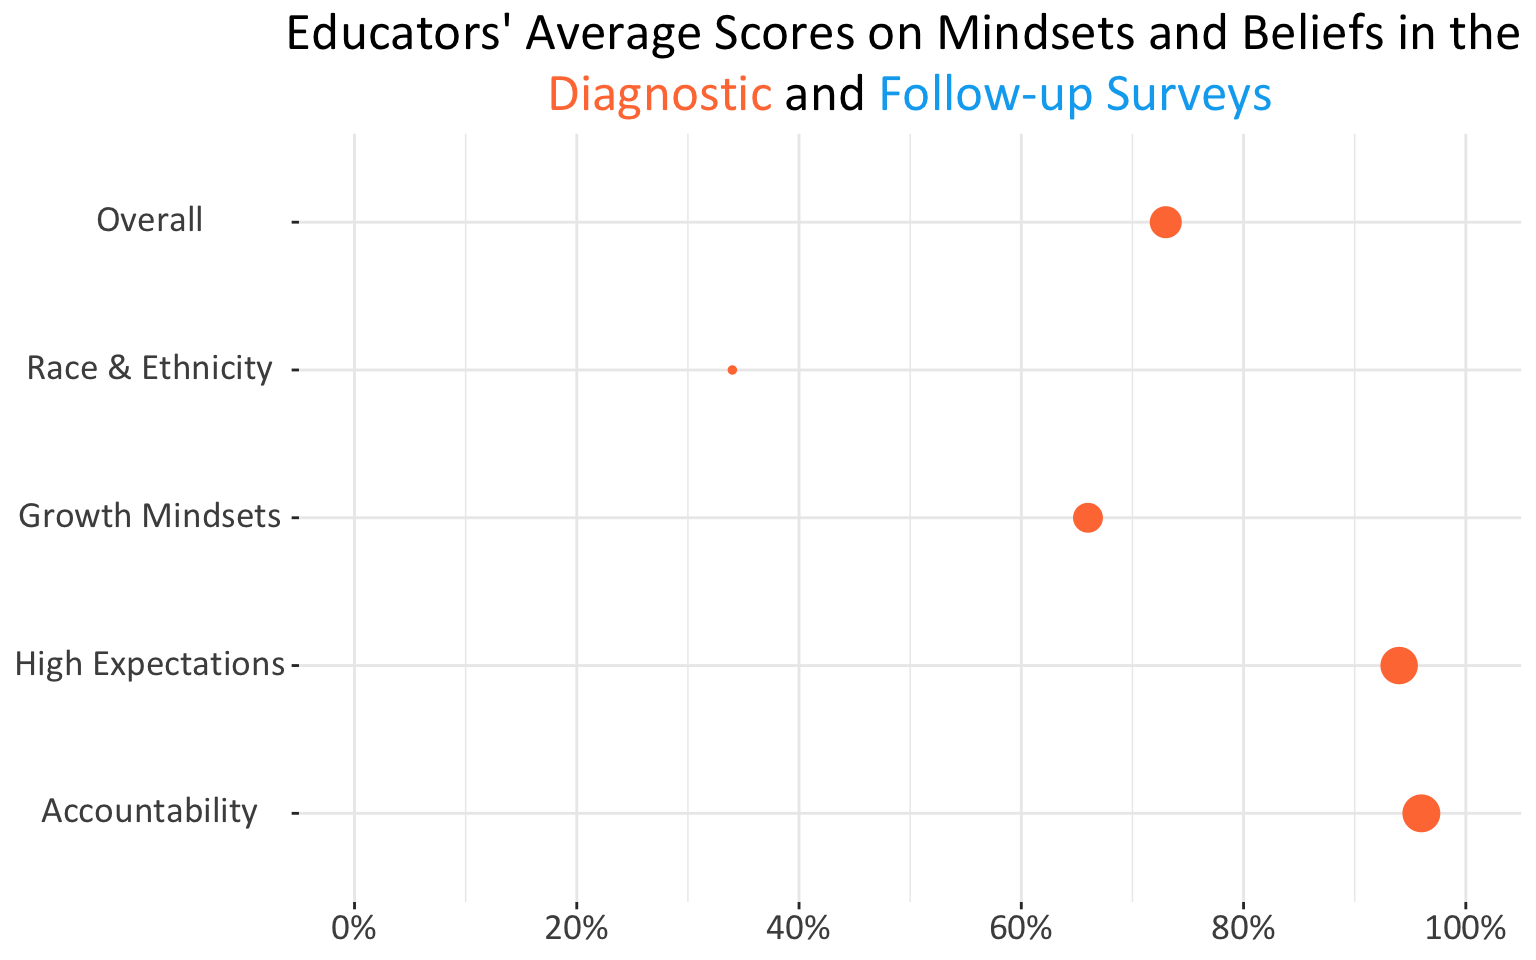 Educators' Average Scores on Mindsets and Beliefs in the
Diagnostic and Follow-up Surveys
Overall
Race & Ethnicity
Growth Mindsets
High Expectations
Accountability
0% 20% 40% 60% 80% 100%